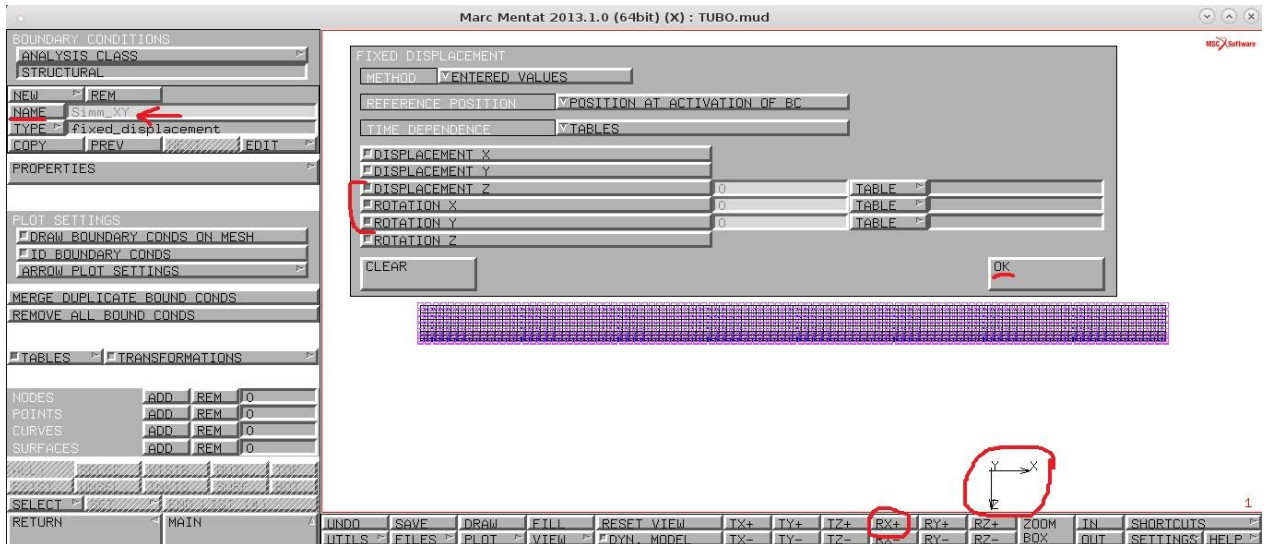 Marc Mentat 2013.1.0 (64bit) (X) : TUBO.mud
BOUNDARY CONDITIONS
ANALYSIS CLASS
STRUCTURAL
NEW REM
NAME Simm_XY
TYPE fixed_displacement
COPY PREV NEXT EDIT
PROPERTIES
PLOT SETTINGS
DRAW BOUNDARY CONDS ON MESH
ID BOUNDARY CONDS
ARROW PLOT SETTINGS
MERGE DUPLICATE BOUND CONDS
REMOVE ALL BOUND CONDS
TABLES TRANSFORMATIONS
NODES ADD REM 0
POINTS ADD REM 0
CURVES ADD REM 0
SURFACES ADD REM 0
SELECT SET
RETURN MAIN
FIXED DISPLACEMENT
METHOD ENTERED VALUES
REFERENCE POSITION POSITION AT ACTIVATION OF BC
TIME DEPENDENCE TABLES
DISPLACEMENT X
DISPLACEMENT Y
DISPLACEMENT Z 0 TABLE
ROTATION X 0 TABLE
ROTATION Y 0 TABLE
ROTATION Z
CLEAR OK
MSC Software
Y X
Z
1
UNDO SAVE DRAW FILL RESET VIEW TX+ TY+ TZ+ RX+ RY+ RZ+ ZOOM IN SHORTCUTS
UTILS FILES PLOT VIEW DYN. MODEL TX- TY- TZ- RX- RY- RZ- BOX OUT SETTINGS HELP